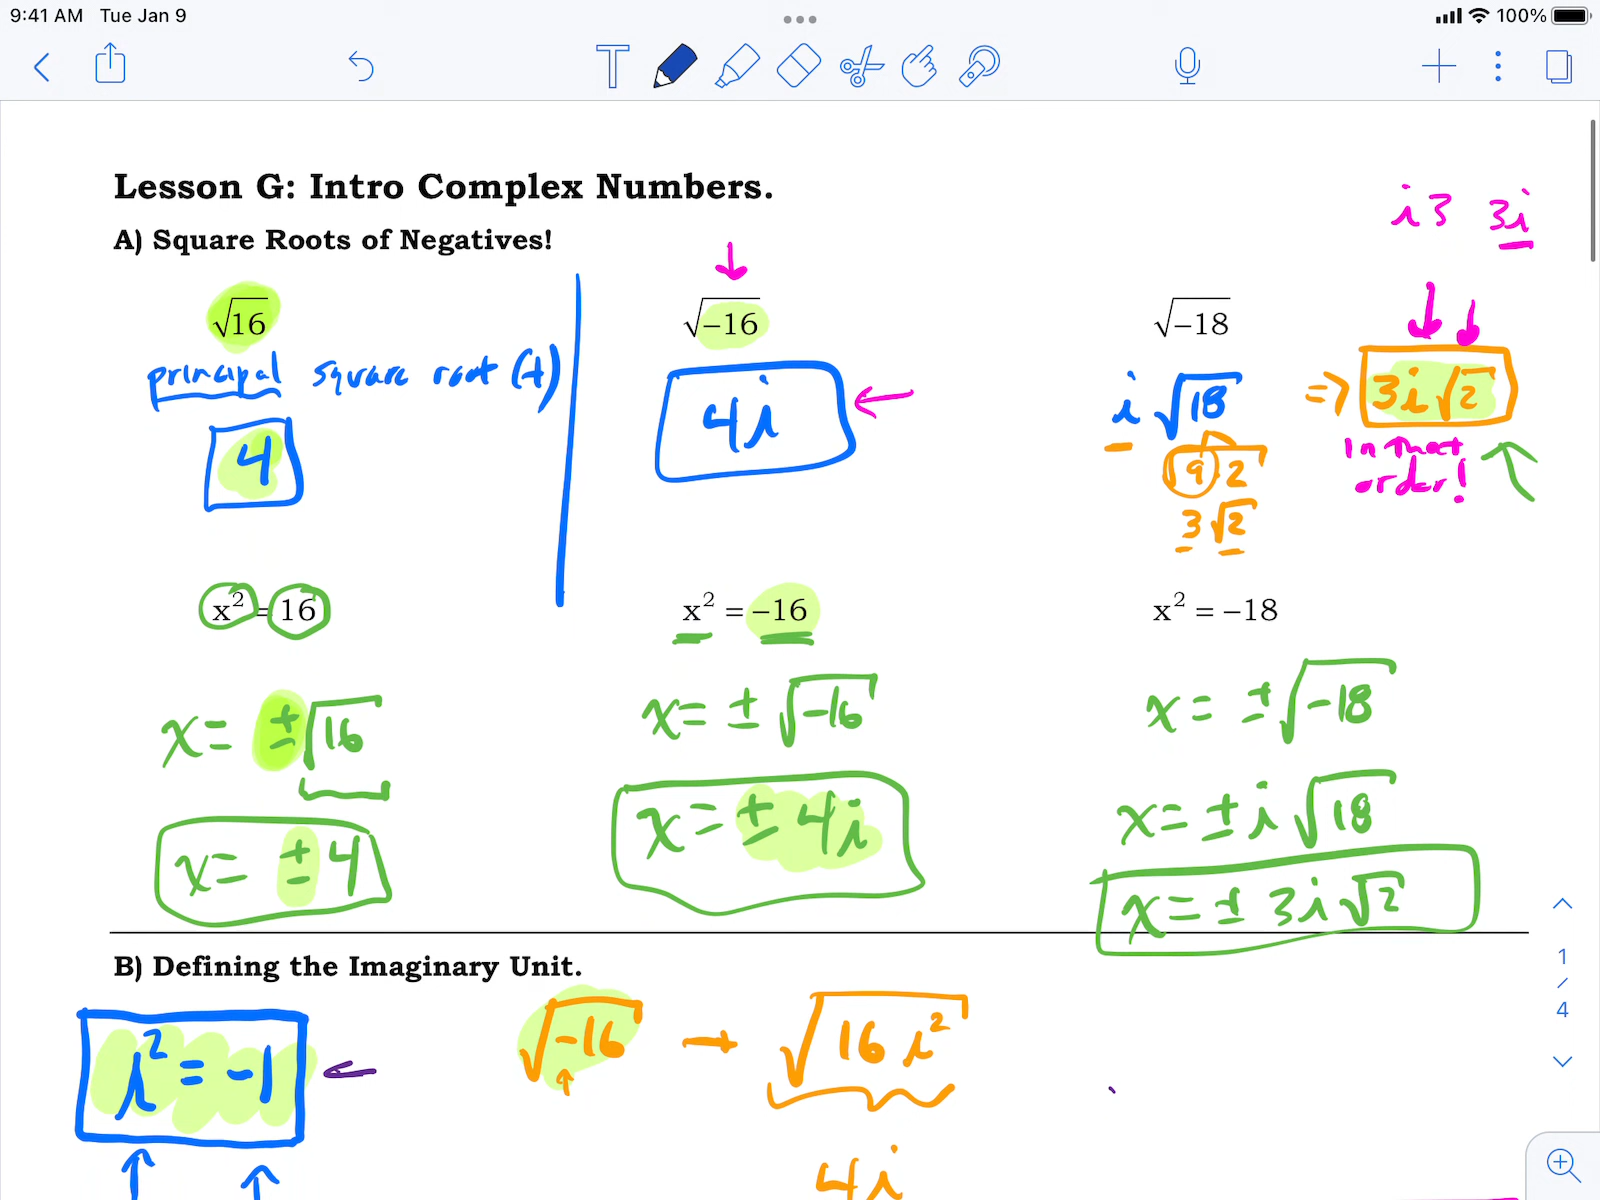 9:41 AM Tue Jan 9
100%
T
Lesson G: Intro Complex Numbers.
i3 3i
A) Square Roots of Negatives!
√16
√-16
√-18
principal square root (+)
4
4i
i √18
√9 2
3 √2
=> 3i √2
In that
order!
x² = 16
x² = -16
x² = -18
x = ± √16
x = ± √-16
x = ± √-18
x = ± 4
x = ± 4i
x = ± i √18
x = ± 3i √2
1
/
4
B) Defining the Imaginary Unit.
i² = -1
√-16 → √16 i²
4i